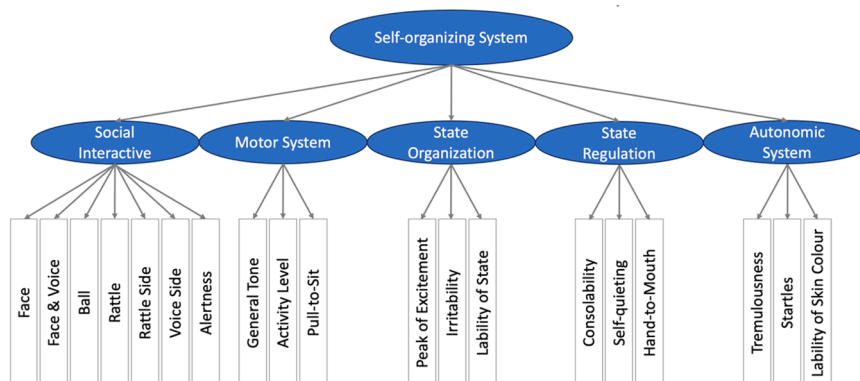 Self-organizing System
Social
Interactive
Motor System
State
Organization
State
Regulation
Autonomic
System
Face
Face & Voice
Ball
Rattle
Rattle Side
Voice Side
Alertness
General Tone
Activity Level
Pull-to-Sit
Peak of Excitement
Irritability
Lability of State
Consolability
Self-quieting
Hand-to-Mouth
Tremulousness
Startles
Lability of Skin Colour